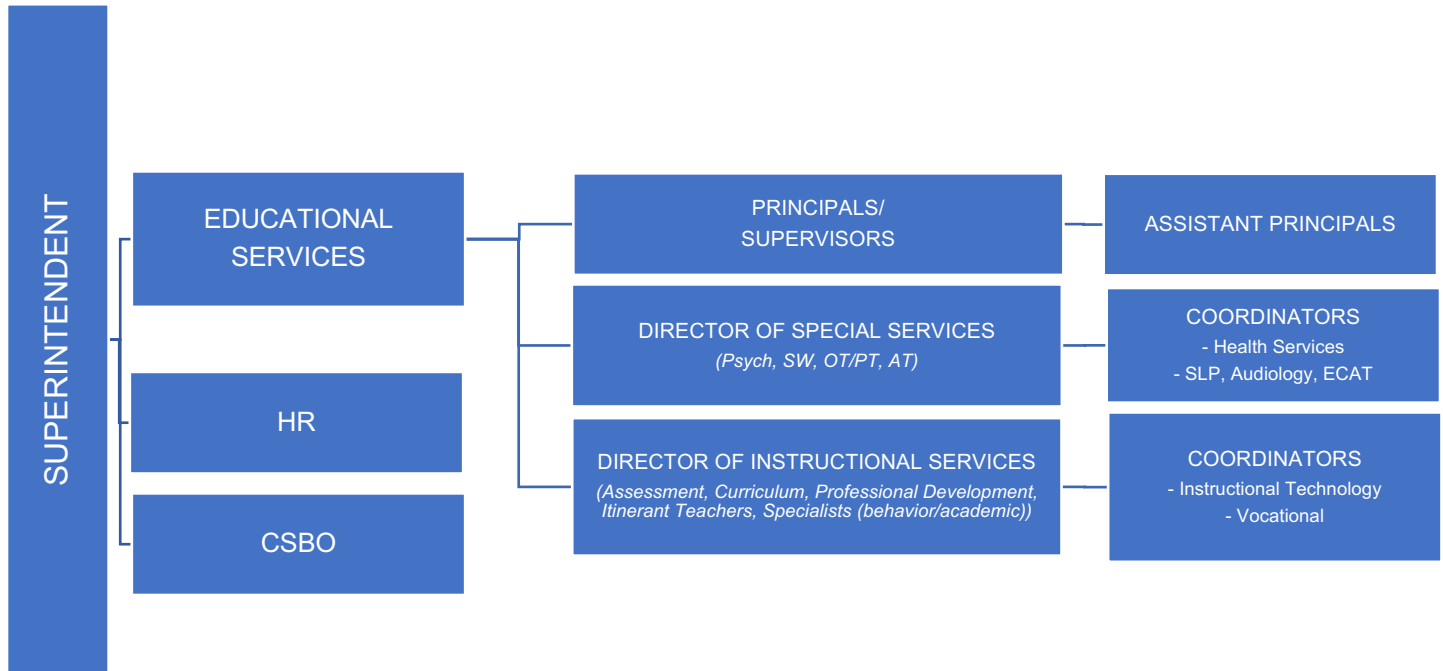 SUPERINTENDENT
EDUCATIONAL
SERVICES
HR
CSBO
PRINCIPALS/
SUPERVISORS
DIRECTOR OF SPECIAL SERVICES
(Psych, SW, OT/PT, AT)
DIRECTOR OF INSTRUCTIONAL SERVICES
(Assessment, Curriculum, Professional Development,
Itinerant Teachers, Specialists (behavior/academic))
ASSISTANT PRINCIPALS
COORDINATORS
- Health Services
- SLP, Audiology, ECAT
COORDINATORS
- Instructional Technology
- Vocational